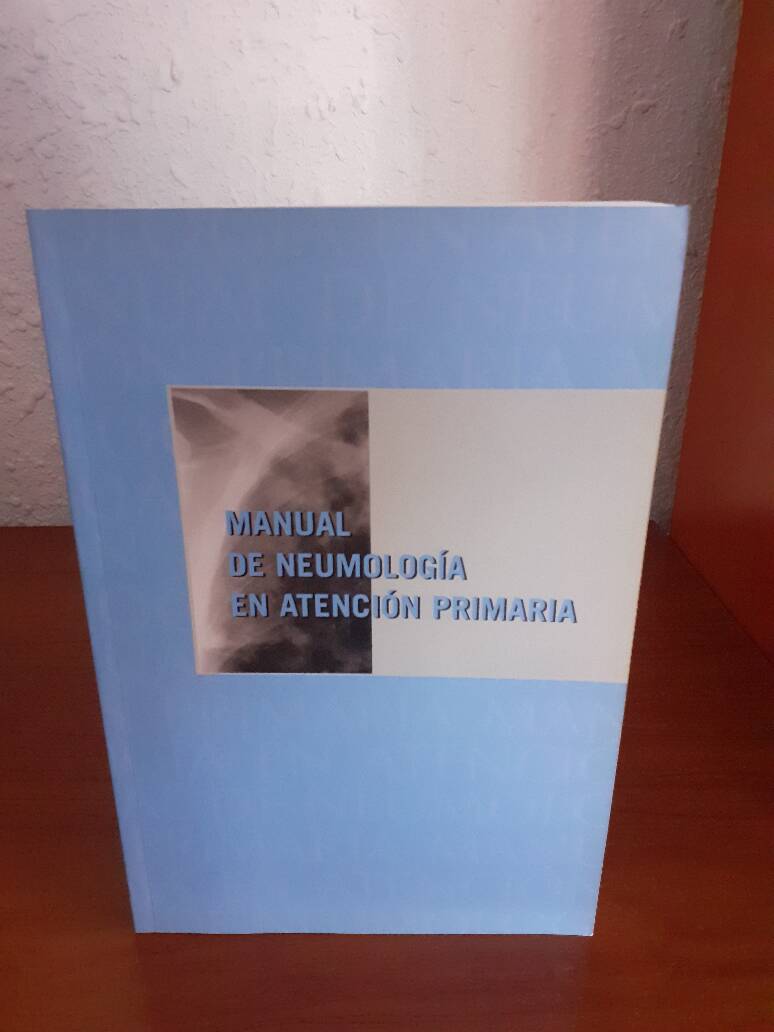 MANUAL
DE NEUMOLOGÍA
EN ATENCIÓN PRIMARIA